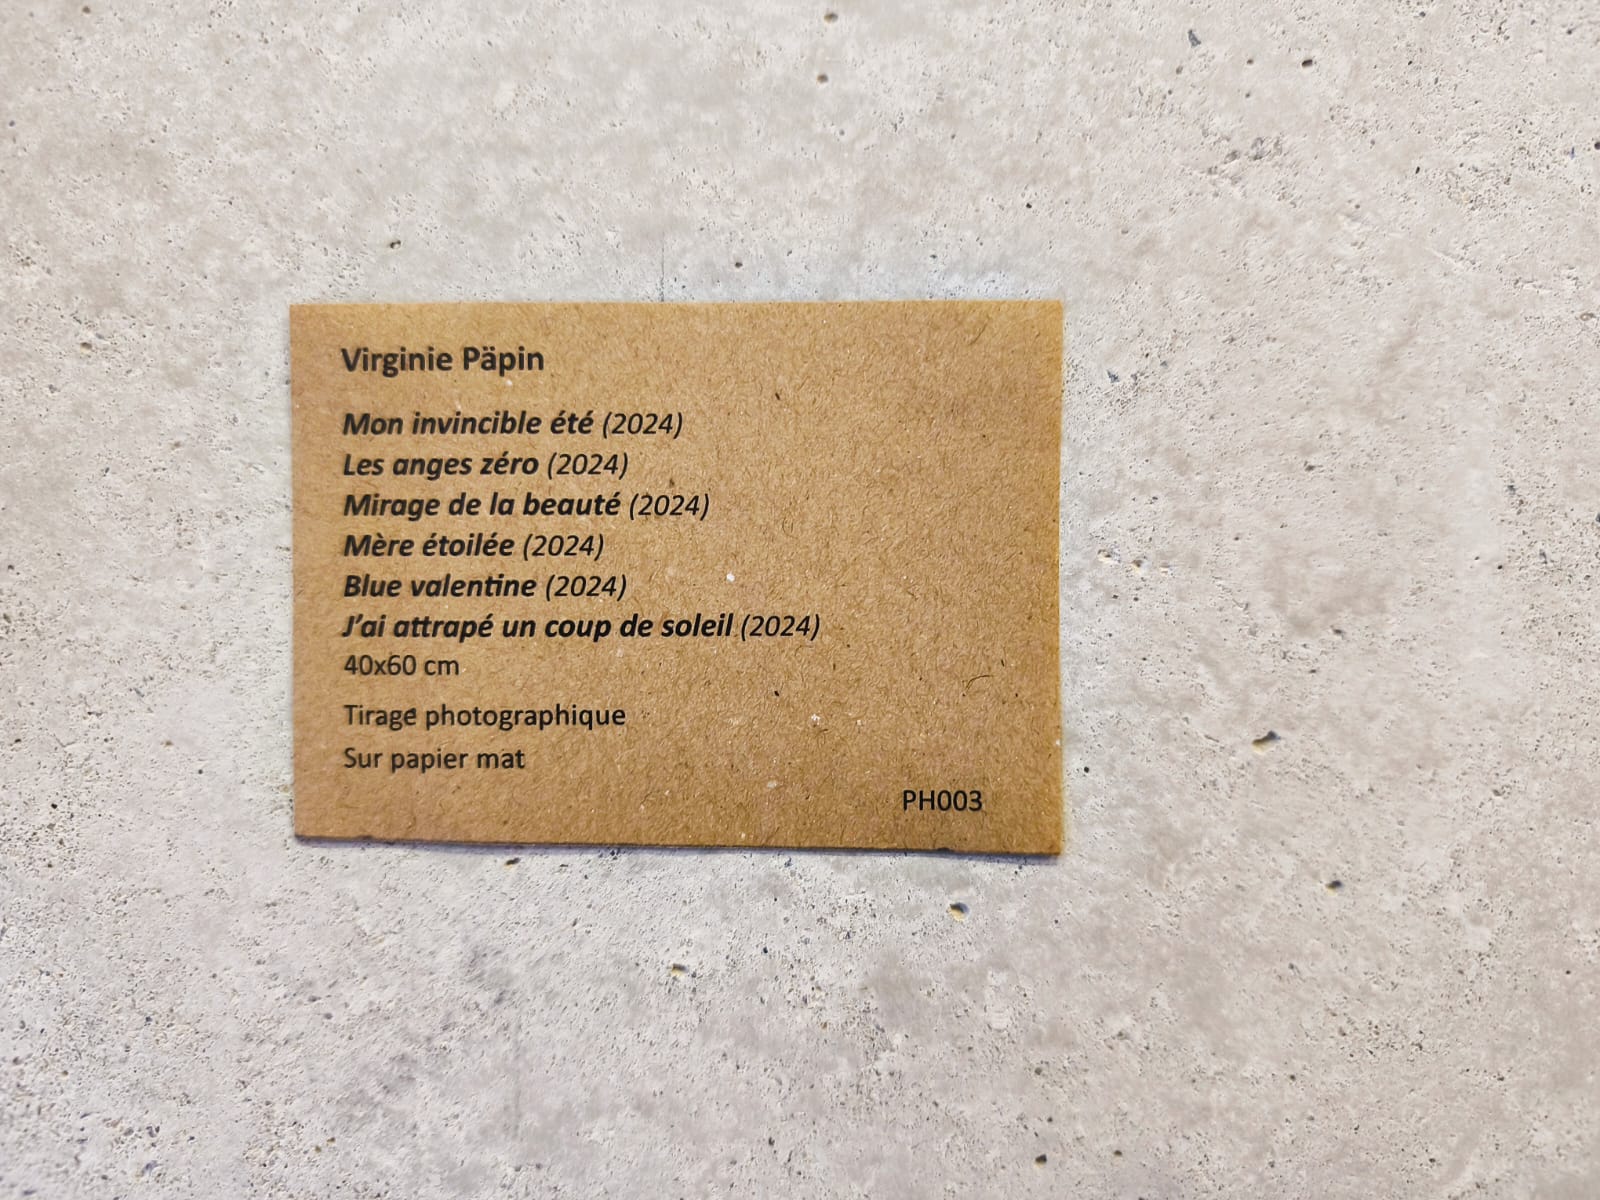 Virginie Päpin
Mon invincible été (2024)
Les anges zéro (2024)
Mirage de la beauté (2024)
Mère étoilée (2024)
Blue valentine (2024)
J’ai attrapé un coup de soleil (2024)
40x60 cm
Tirage photographique
Sur papier mat
PH003